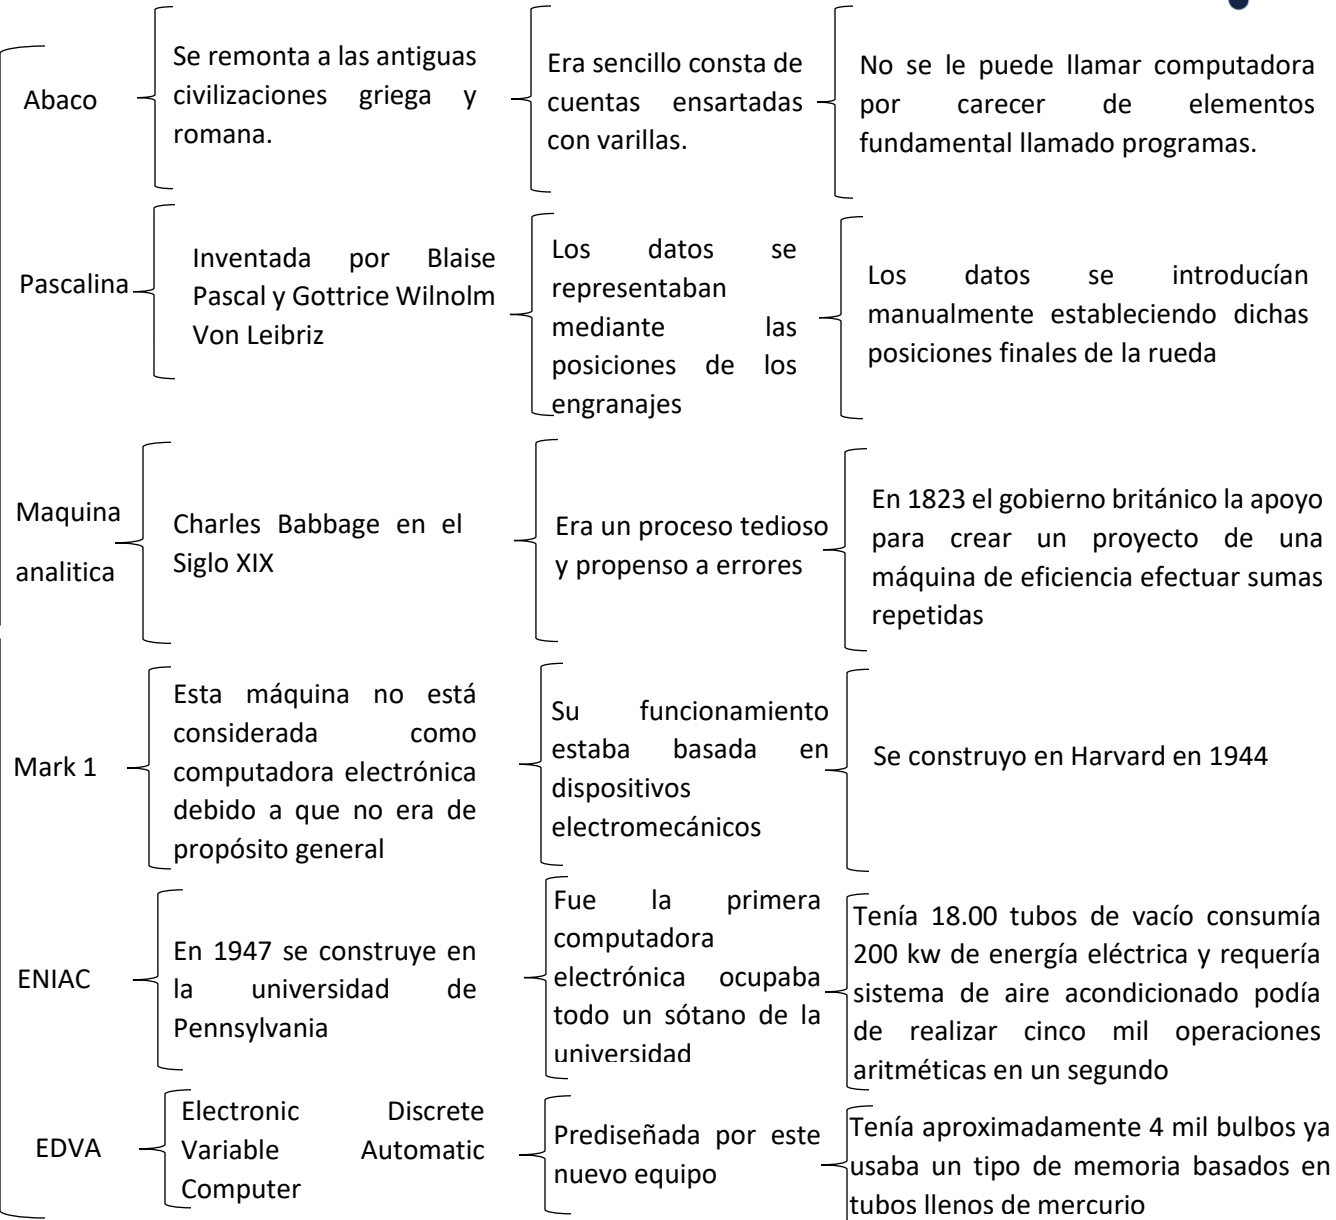 Abaco
Se remonta a las antiguas
civilizaciones griega y
romana.
Era sencillo consta de
cuentas ensartadas
con varillas.
No se le puede llamar computadora
por carecer de elementos
fundamental llamado programas.
Pascalina
Inventada por Blaise
Pascal y Gottrice Wilnolm
Von Leibriz
Los datos se
representaban
mediante las
posiciones de los
engranajes
Los datos se introducían
manualmente estableciendo dichas
posiciones finales de la rueda
Maquina
analitica
Charles Babbage en el
Siglo XIX
Era un proceso tedioso
y propenso a errores
En 1823 el gobierno británico la apoyo
para crear un proyecto de una
máquina de eficiencia efectuar sumas
repetidas
Mark 1
Esta máquina no está
considerada como
computadora electrónica
debido a que no era de
propósito general
Su funcionamiento
estaba basada en
dispositivos
electromecánicos
Se construyo en Harvard en 1944
ENIAC
En 1947 se construye en
la universidad de
Pennsylvania
Fue la primera
computadora
electrónica ocupaba
todo un sótano de la
universidad
Tenía 18.00 tubos de vacío consumía
200 kw de energía eléctrica y requería
sistema de aire acondicionado podía
de realizar cinco mil operaciones
aritméticas en un segundo
EDVA
Electronic Discrete
Variable Automatic
Computer
Prediseñada por este
nuevo equipo
Tenía aproximadamente 4 mil bulbos ya
usaba un tipo de memoria basados en
tubos llenos de mercurio